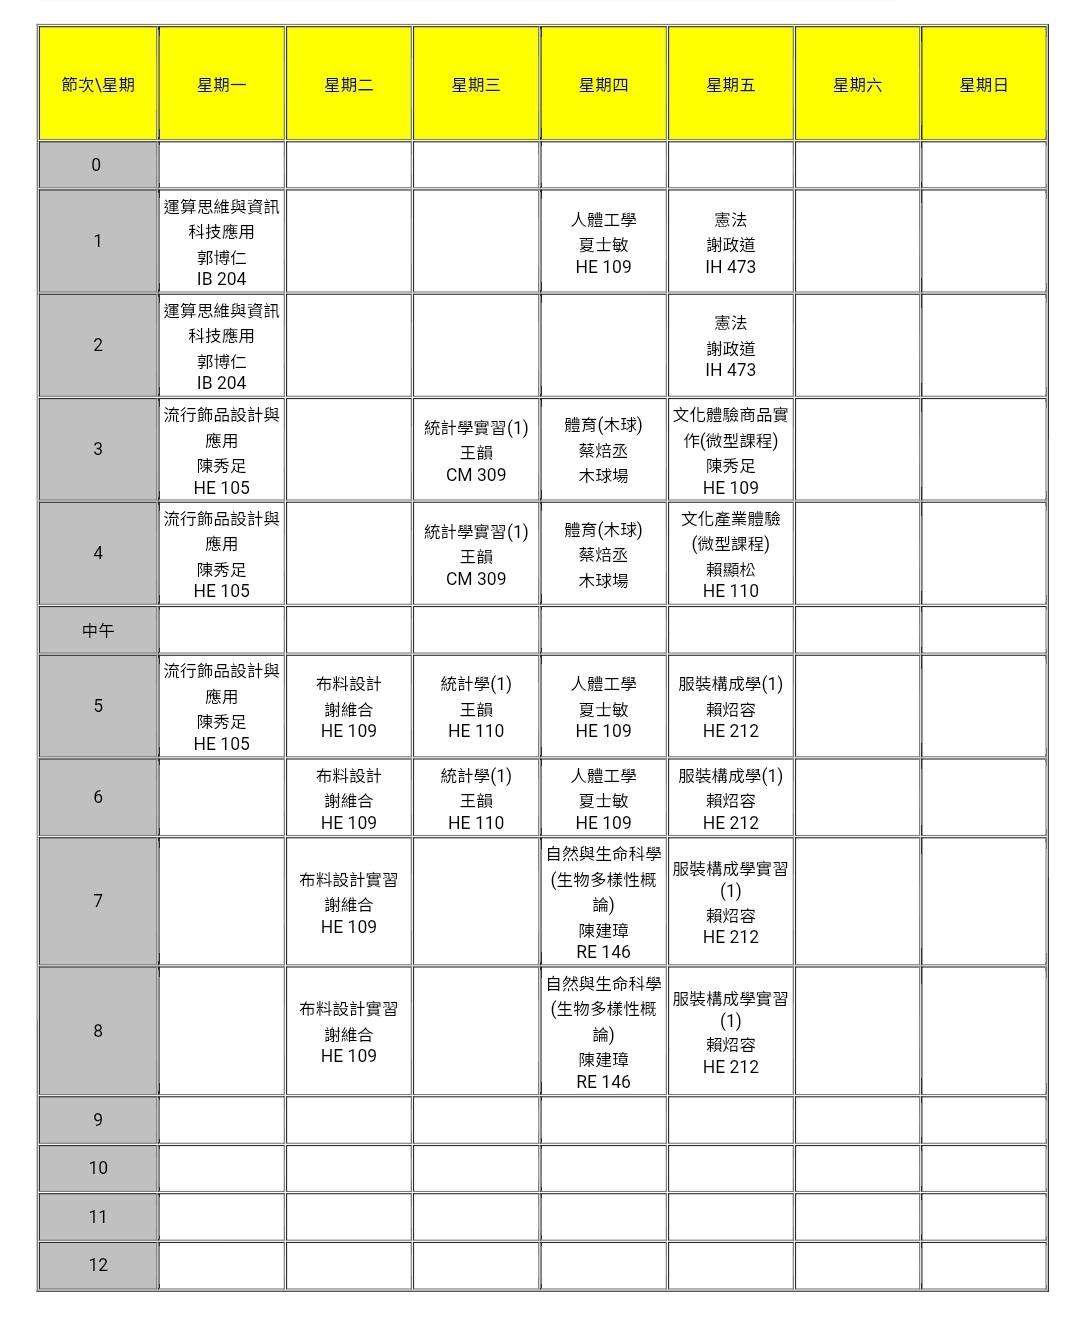 節次\星期 星期一 星期二 星期三 星期四 星期五 星期六 星期日
0
1
運算思維與資訊
科技應用
郭博仁
IB 204
人體工學
夏士敏
HE 109
憲法
謝政道
IH 473
2
運算思維與資訊
科技應用
郭博仁
IB 204
憲法
謝政道
IH 473
3
流行飾品設計與
應用
陳秀足
HE 105
統計學實習(1)
王韻
CM 309
體育(木球)
蔡焙丞
木球場
文化體驗商品實
作(微型課程)
陳秀足
HE 109
4
流行飾品設計與
應用
陳秀足
HE 105
統計學實習(1)
王韻
CM 309
體育(木球)
蔡焙丞
木球場
文化產業體驗
(微型課程)
賴顯松
HE 110
中午
5
流行飾品設計與
應用
陳秀足
HE 105
布料設計
謝維合
HE 109
統計學(1)
王韻
HE 110
人體工學
夏士敏
HE 109
服裝構成學(1)
賴炤容
HE 212
6
布料設計
謝維合
HE 109
統計學(1)
王韻
HE 110
人體工學
夏士敏
HE 109
服裝構成學(1)
賴炤容
HE 212
7
布料設計實習
謝維合
HE 109
自然與生命科學
(生物多樣性概
論)
陳建璋
RE 146
服裝構成學實習
(1)
賴炤容
HE 212
8
布料設計實習
謝維合
HE 109
自然與生命科學
(生物多樣性概
論)
陳建璋
RE 146
服裝構成學實習
(1)
賴炤容
HE 212
9
10
11
12